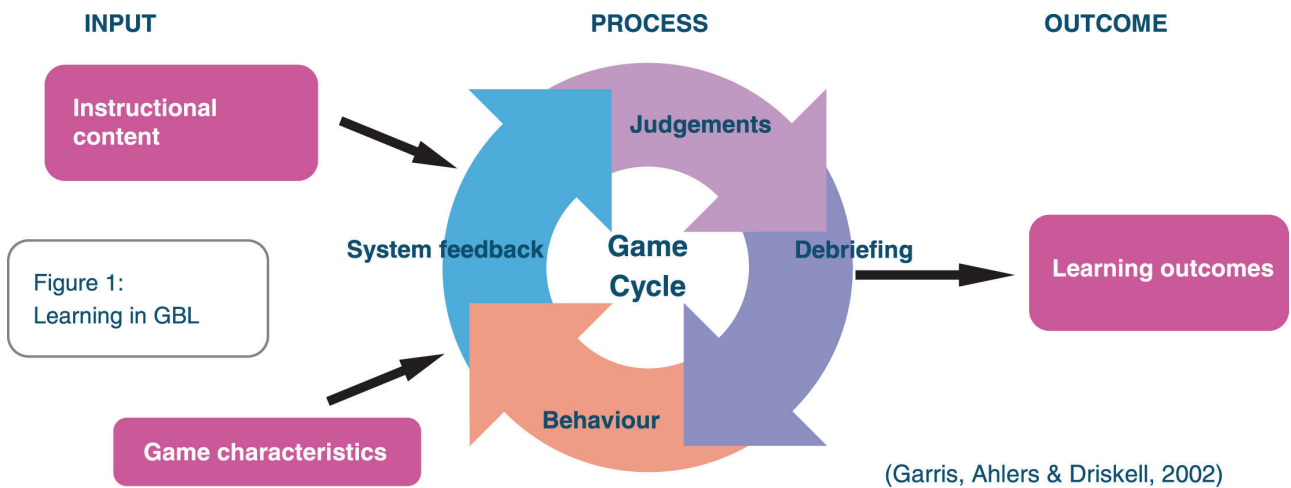 INPUT
PROCESS
OUTCOME
Instructional
content
Judgements
System feedback
Game
Cycle
Debriefing
Learning outcomes
Figure 1:
Learning in GBL
Game characteristics
Behaviour
(Garris, Ahlers & Driskell, 2002)